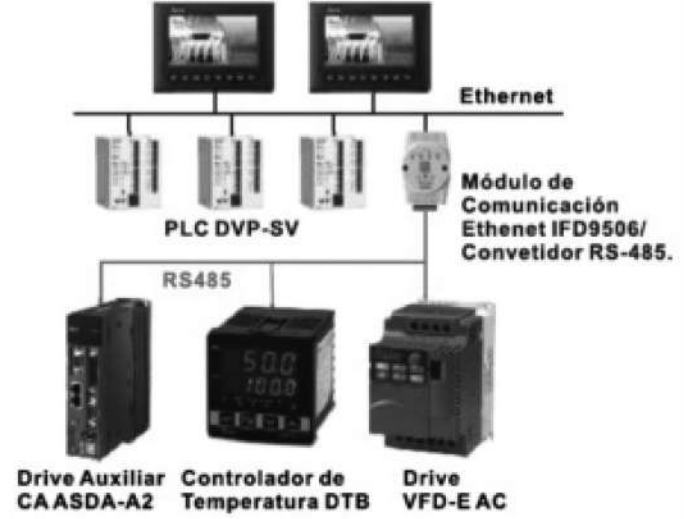 Ethernet
Módulo de
Comunicación
Ethenet IFD9506/
Convetidor RS-485.
PLC DVP-SV
RS485
50.0
100.0
Drive Auxiliar
CA ASDA-A2
Controlador de
Temperatura DTB
Drive
VFD-E AC